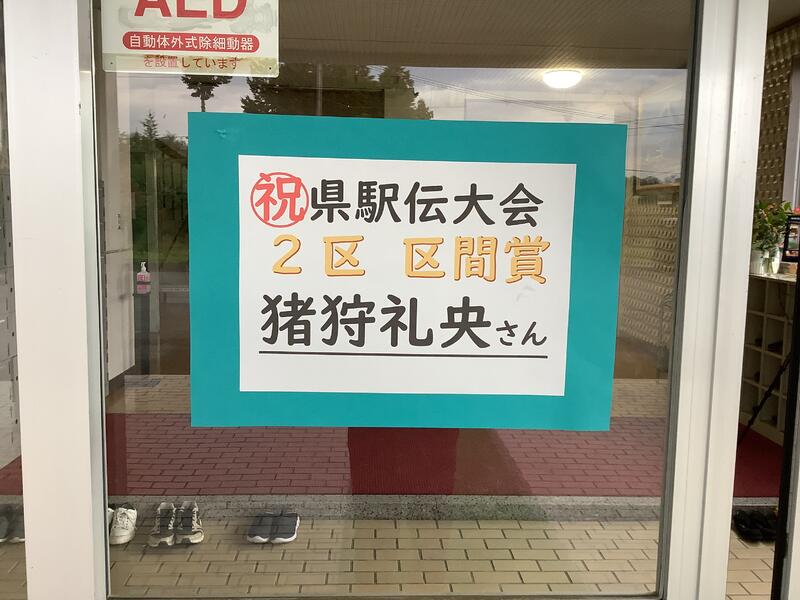 AED
自動体外式除細動器
を設置しています
祝県駅伝大会
2区 区間賞
猪狩礼央さん